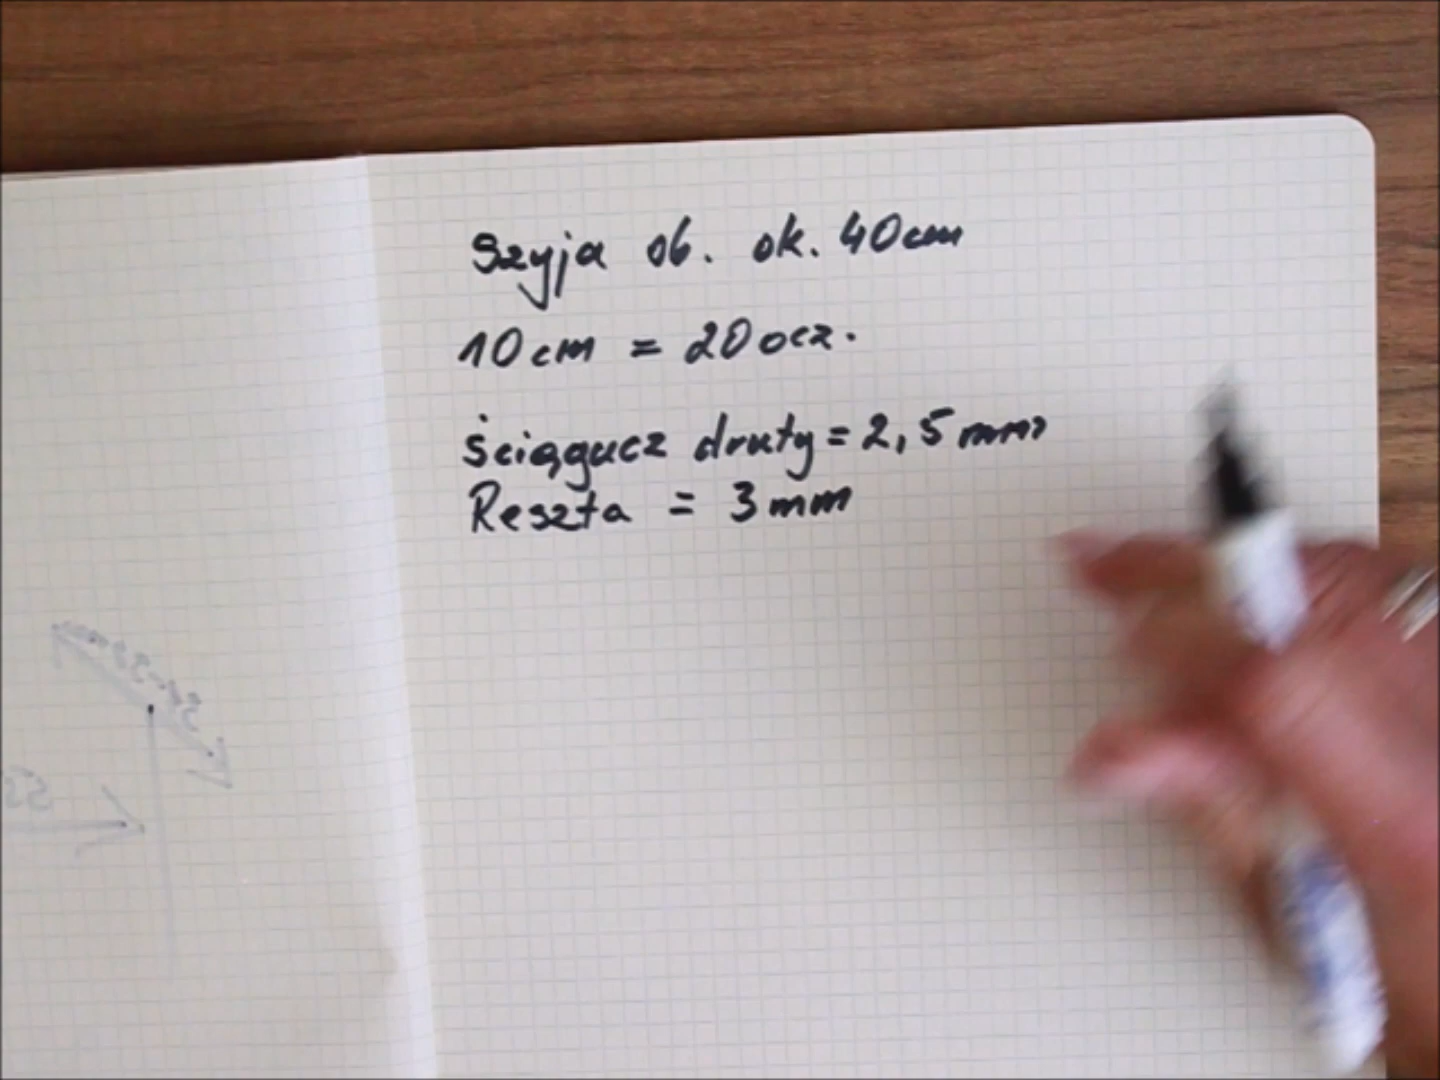 Szyja ob. ok. 40cm
10cm = 20 ocz.
ściągacz druty = 2,5mm
Reszta = 3mm